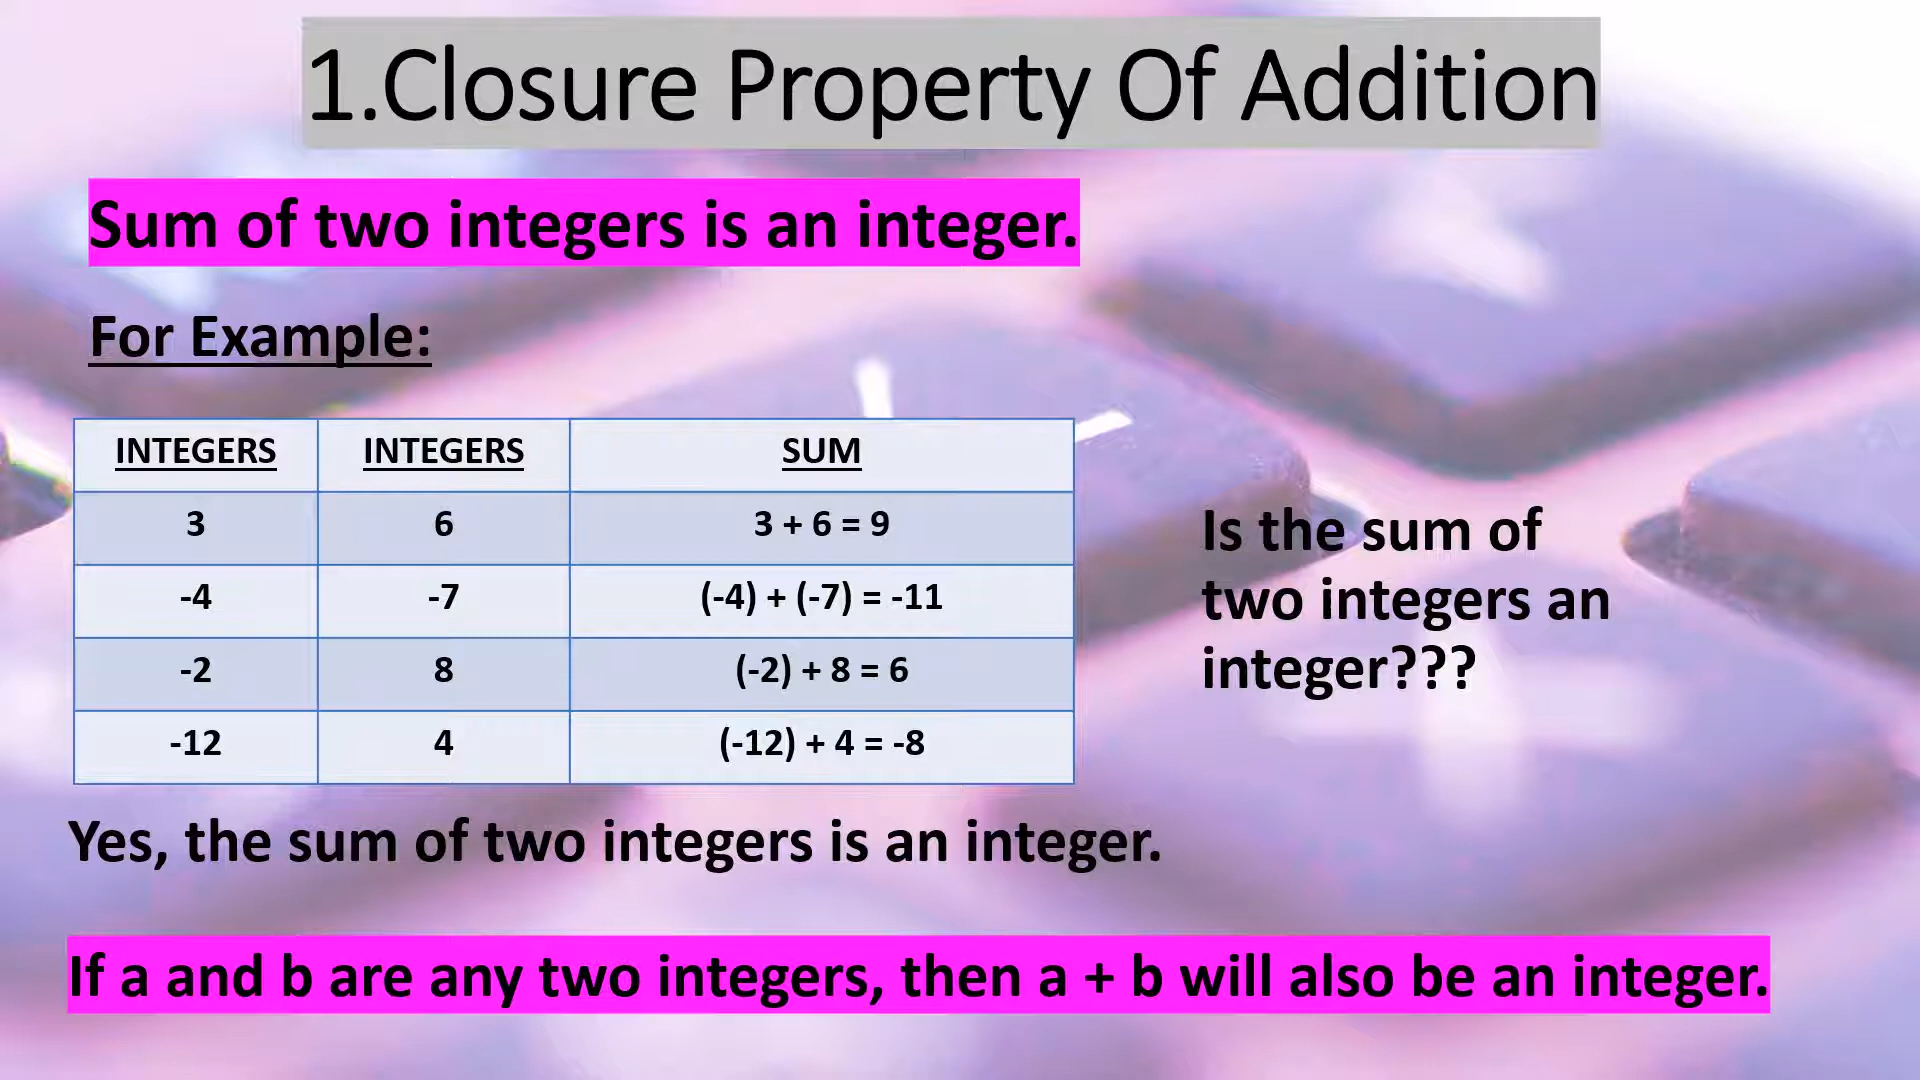 1.Closure Property Of Addition
Sum of two integers is an integer.
For Example:
INTEGERS INTEGERS SUM
3 6 3 + 6 = 9
-4 -7 (-4) + (-7) = -11
-2 8 (-2) + 8 = 6
-12 4 (-12) + 4 = -8
Is the sum of
two integers an
integer???
Yes, the sum of two integers is an integer.
If a and b are any two integers, then a + b will also be an integer.